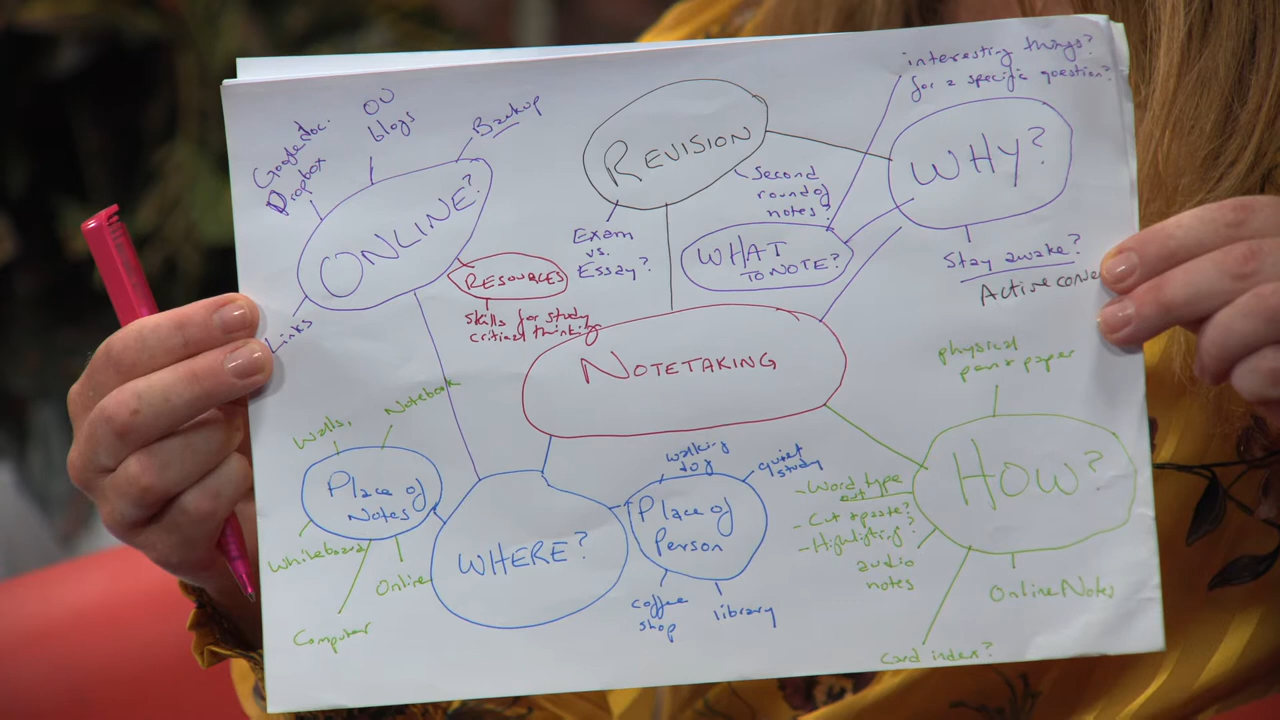 interesting things?
for a specific question?
OU
blogs
Backup
Google doc.
Dropbox
ONLINE?
Links
REVISION
Second
round of
notes?
Exam
vs.
Essay?
WHY?
WHAT
TO NOTE?
Stay awake?
Active
RESOURCES
Skills for study
critical thinking
NOTETAKING
physical
pen & paper
HOW?
Word type
out
- Cut & paste?
- Highlighting?
audio
notes
Online Notes
Card index?
Walls,
Notebook
Place of
Notes
Whiteboard
Online
Computer
WHERE?
walking
dog
quiet
study
Place of
Person
coffee
shop
library